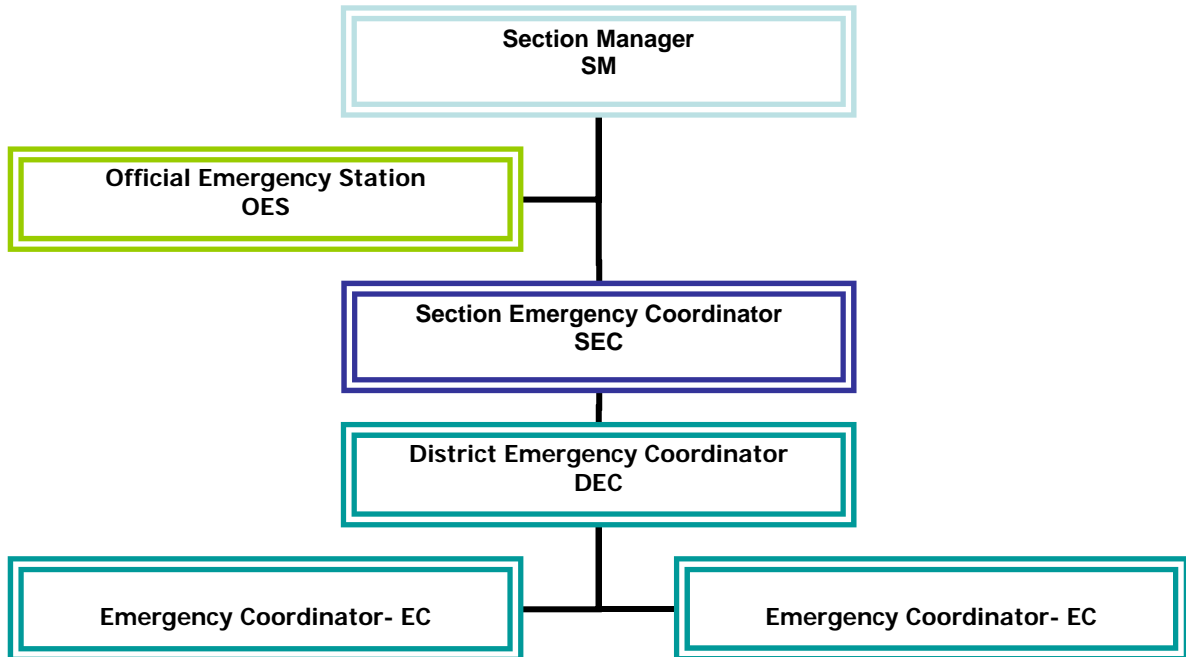 Section Manager
SM
Official Emergency Station
OES
Section Emergency Coordinator
SEC
District Emergency Coordinator
DEC
Emergency Coordinator- EC
Emergency Coordinator- EC